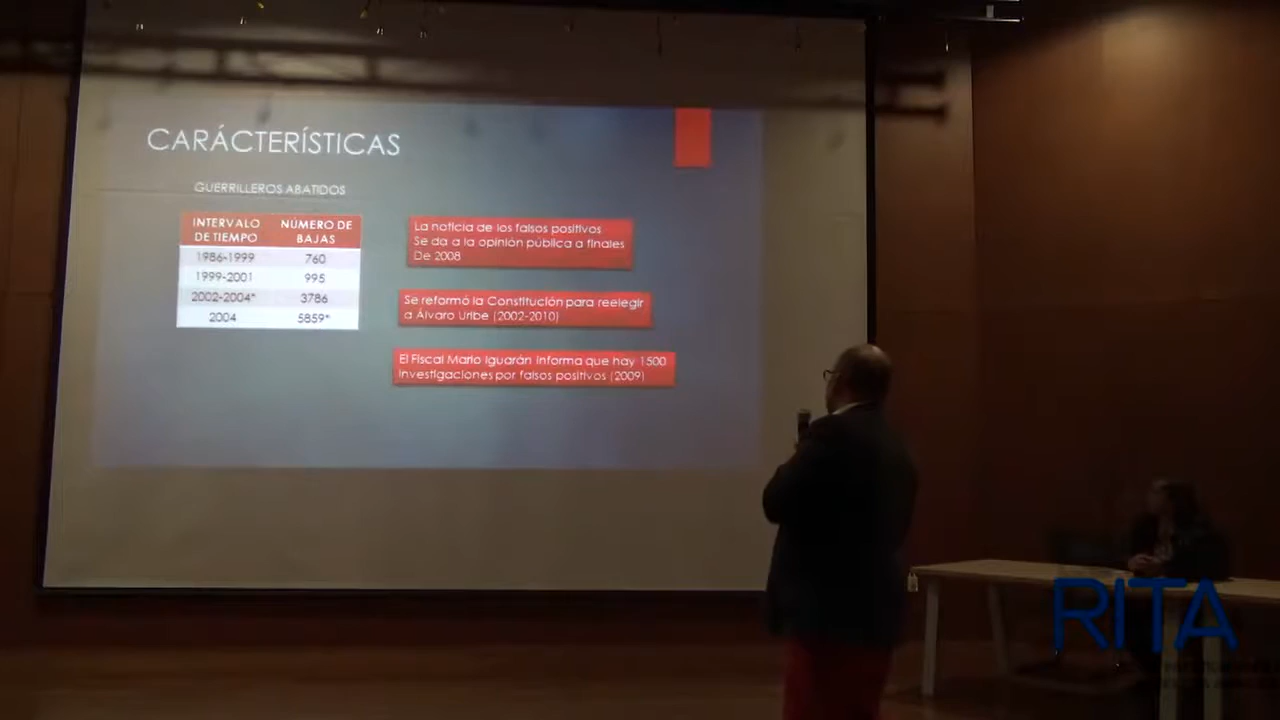 CARÁCTERÍSTICAS
GUERRILLEROS ABATIDOS
INTERVALO DE TIEMPO NÚMERO DE BAJAS
1986-1999 760
1999-2001 995
2002-2004* 3786
2004 5859*
La noticia de los falsos positivos
Se da a la opinión pública a finales
De 2008
Se reformó la Constitución para reelegir
a Álvaro Uribe (2002-2010)
El Fiscal Mario Iguarán informa que hay 1500
investigaciones por falsos positivos (2009)
RITA